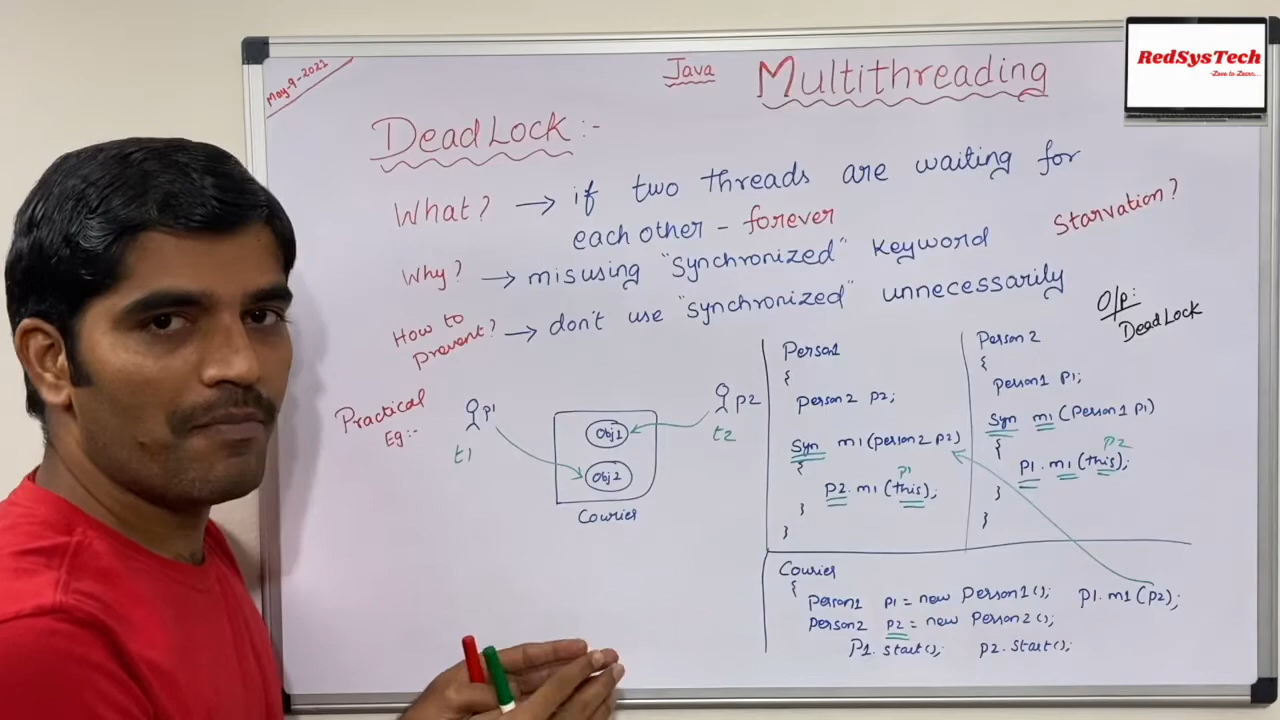 May-9-2021
Java Multithreading
RedSysTech
DeadLock :-
What? → if two threads are waiting for
each other - forever
Starvation?
Why? → misusing "synchronized" keyword
How to
prevent? → don't use "synchronized" unnecessarily
O/p:
DeadLock
Practical
Eg:-
p1
t1
p2
t2
Obj1
Obj2
Courier
Person1
{
Person2 p2;
Syn m1(person2 p2)
{
p1
p2.m1(this);
}
}
Person2
{
person1 p1;
Syn m1(Person1 p1)
{
p2
p1.m1(this);
}
}
Courier
{
Person1 p1 = new Person1(); p1.m1(p2);
Person2 p2 = new Person2();
P1.start(); p2.start();